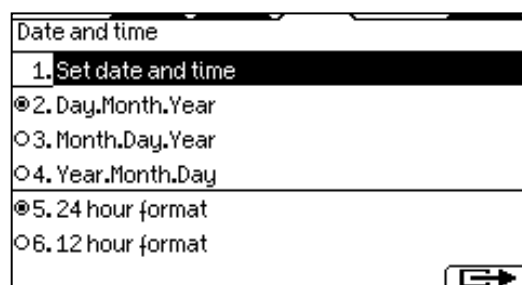 Date and time
1. Set date and time
2. Day.Month.Year
3. Month.Day.Year
4. Year.Month.Day
5. 24 hour format
6. 12 hour format